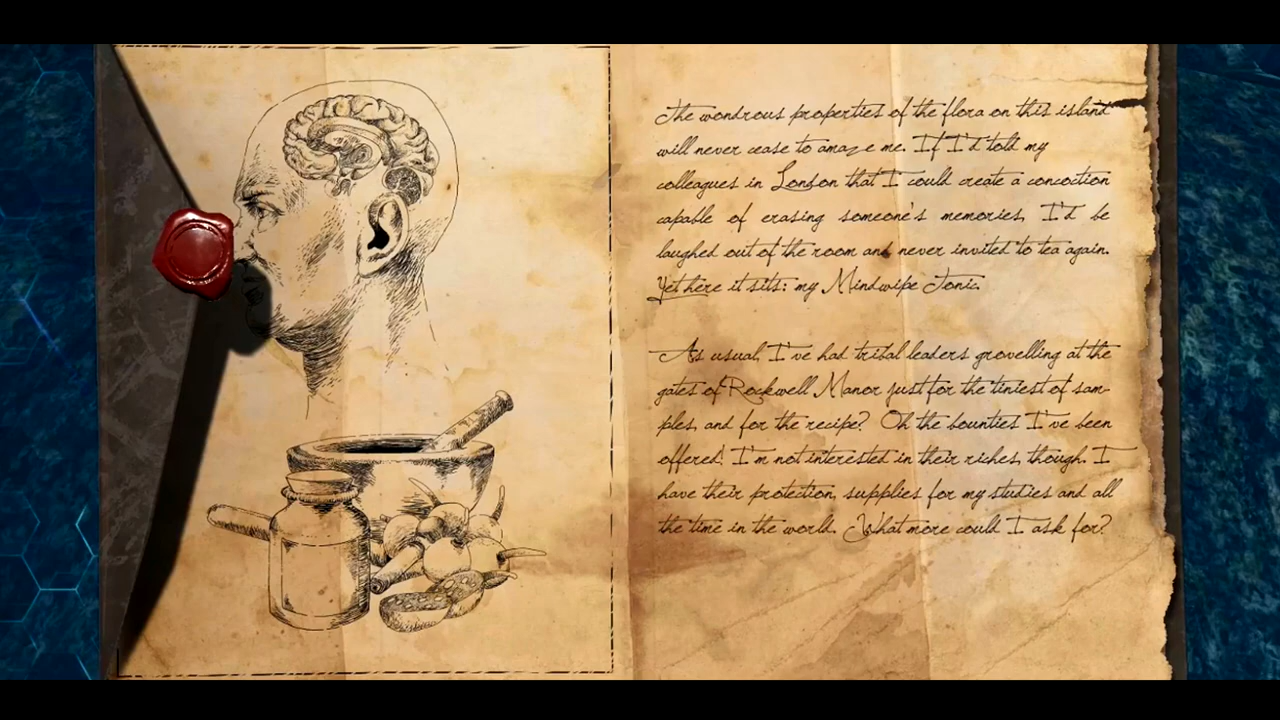 The wondrous properties of the flora on this island
will never cease to amaze me. If I'd told my
colleagues in London that I could create a concoction
capable of erasing someone's memories, I'd be
laughed out of the room and never invited to tea again.
Yet here it sits: my Mindwipe Tonic.
As usual, I've had tribal leaders grovelling at the
gates of Rockwell Manor just for the tiniest of sam-
ples, and for the recipe? Oh the bounties I've been
offered! I'm not interested in their riches, though. I
have their protection, supplies for my studies and all
the time in the world. What more could I ask for?